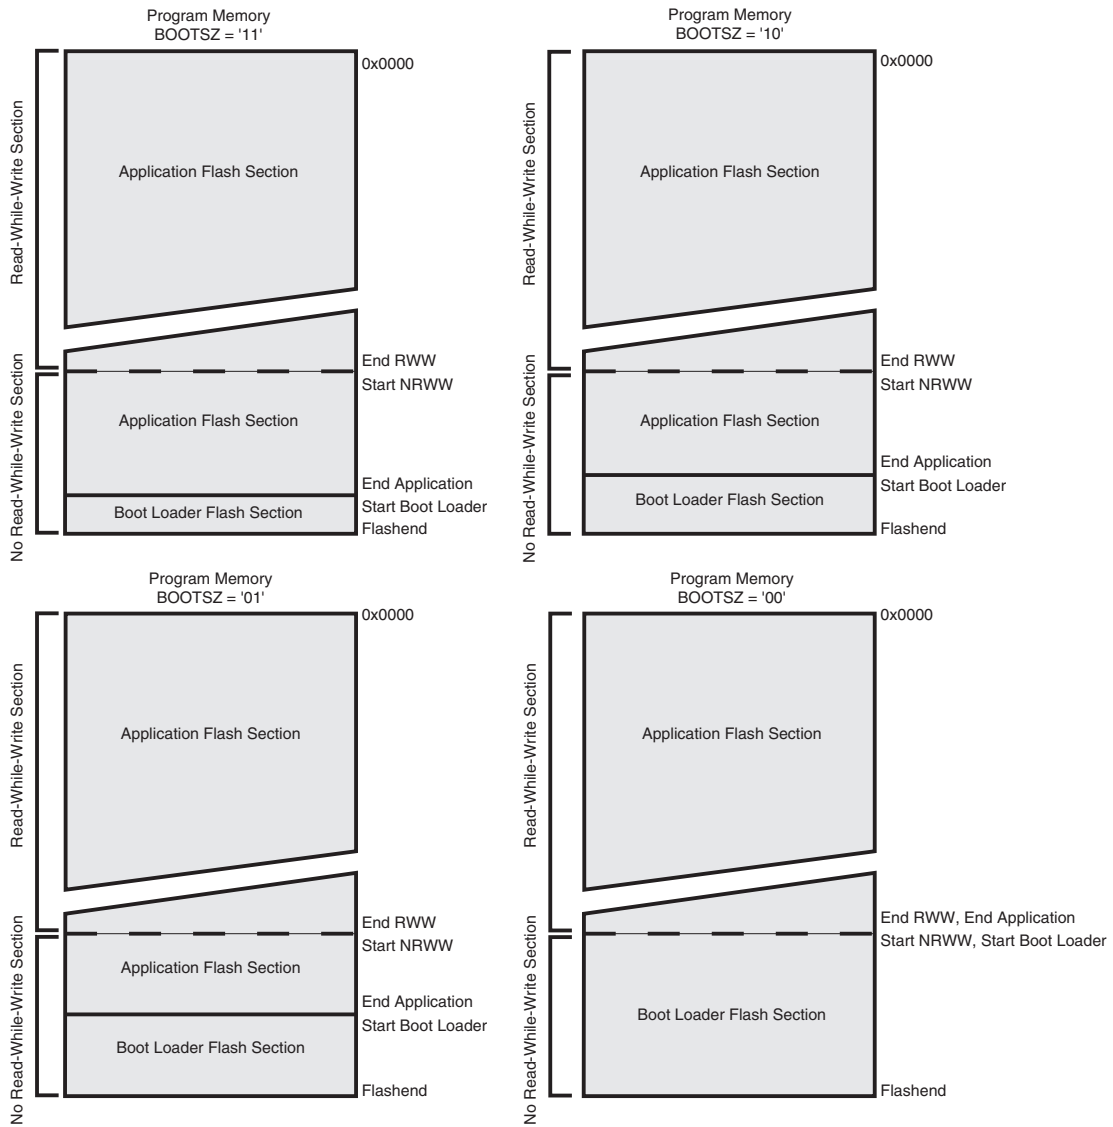 Program Memory
BOOTSZ = '11'
0x0000
Read-While-Write Section
Application Flash Section
End RWW
Start NRWW
No Read-While-Write Section
Application Flash Section
End Application
Start Boot Loader
Boot Loader Flash Section
Flashend
Program Memory
BOOTSZ = '10'
0x0000
Read-While-Write Section
Application Flash Section
End RWW
Start NRWW
No Read-While-Write Section
Application Flash Section
End Application
Start Boot Loader
Boot Loader Flash Section
Flashend
Program Memory
BOOTSZ = '01'
0x0000
Read-While-Write Section
Application Flash Section
End RWW
Start NRWW
No Read-While-Write Section
Application Flash Section
End Application
Start Boot Loader
Boot Loader Flash Section
Flashend
Program Memory
BOOTSZ = '00'
0x0000
Read-While-Write Section
Application Flash Section
End RWW, End Application
Start NRWW, Start Boot Loader
No Read-While-Write Section
Boot Loader Flash Section
Flashend